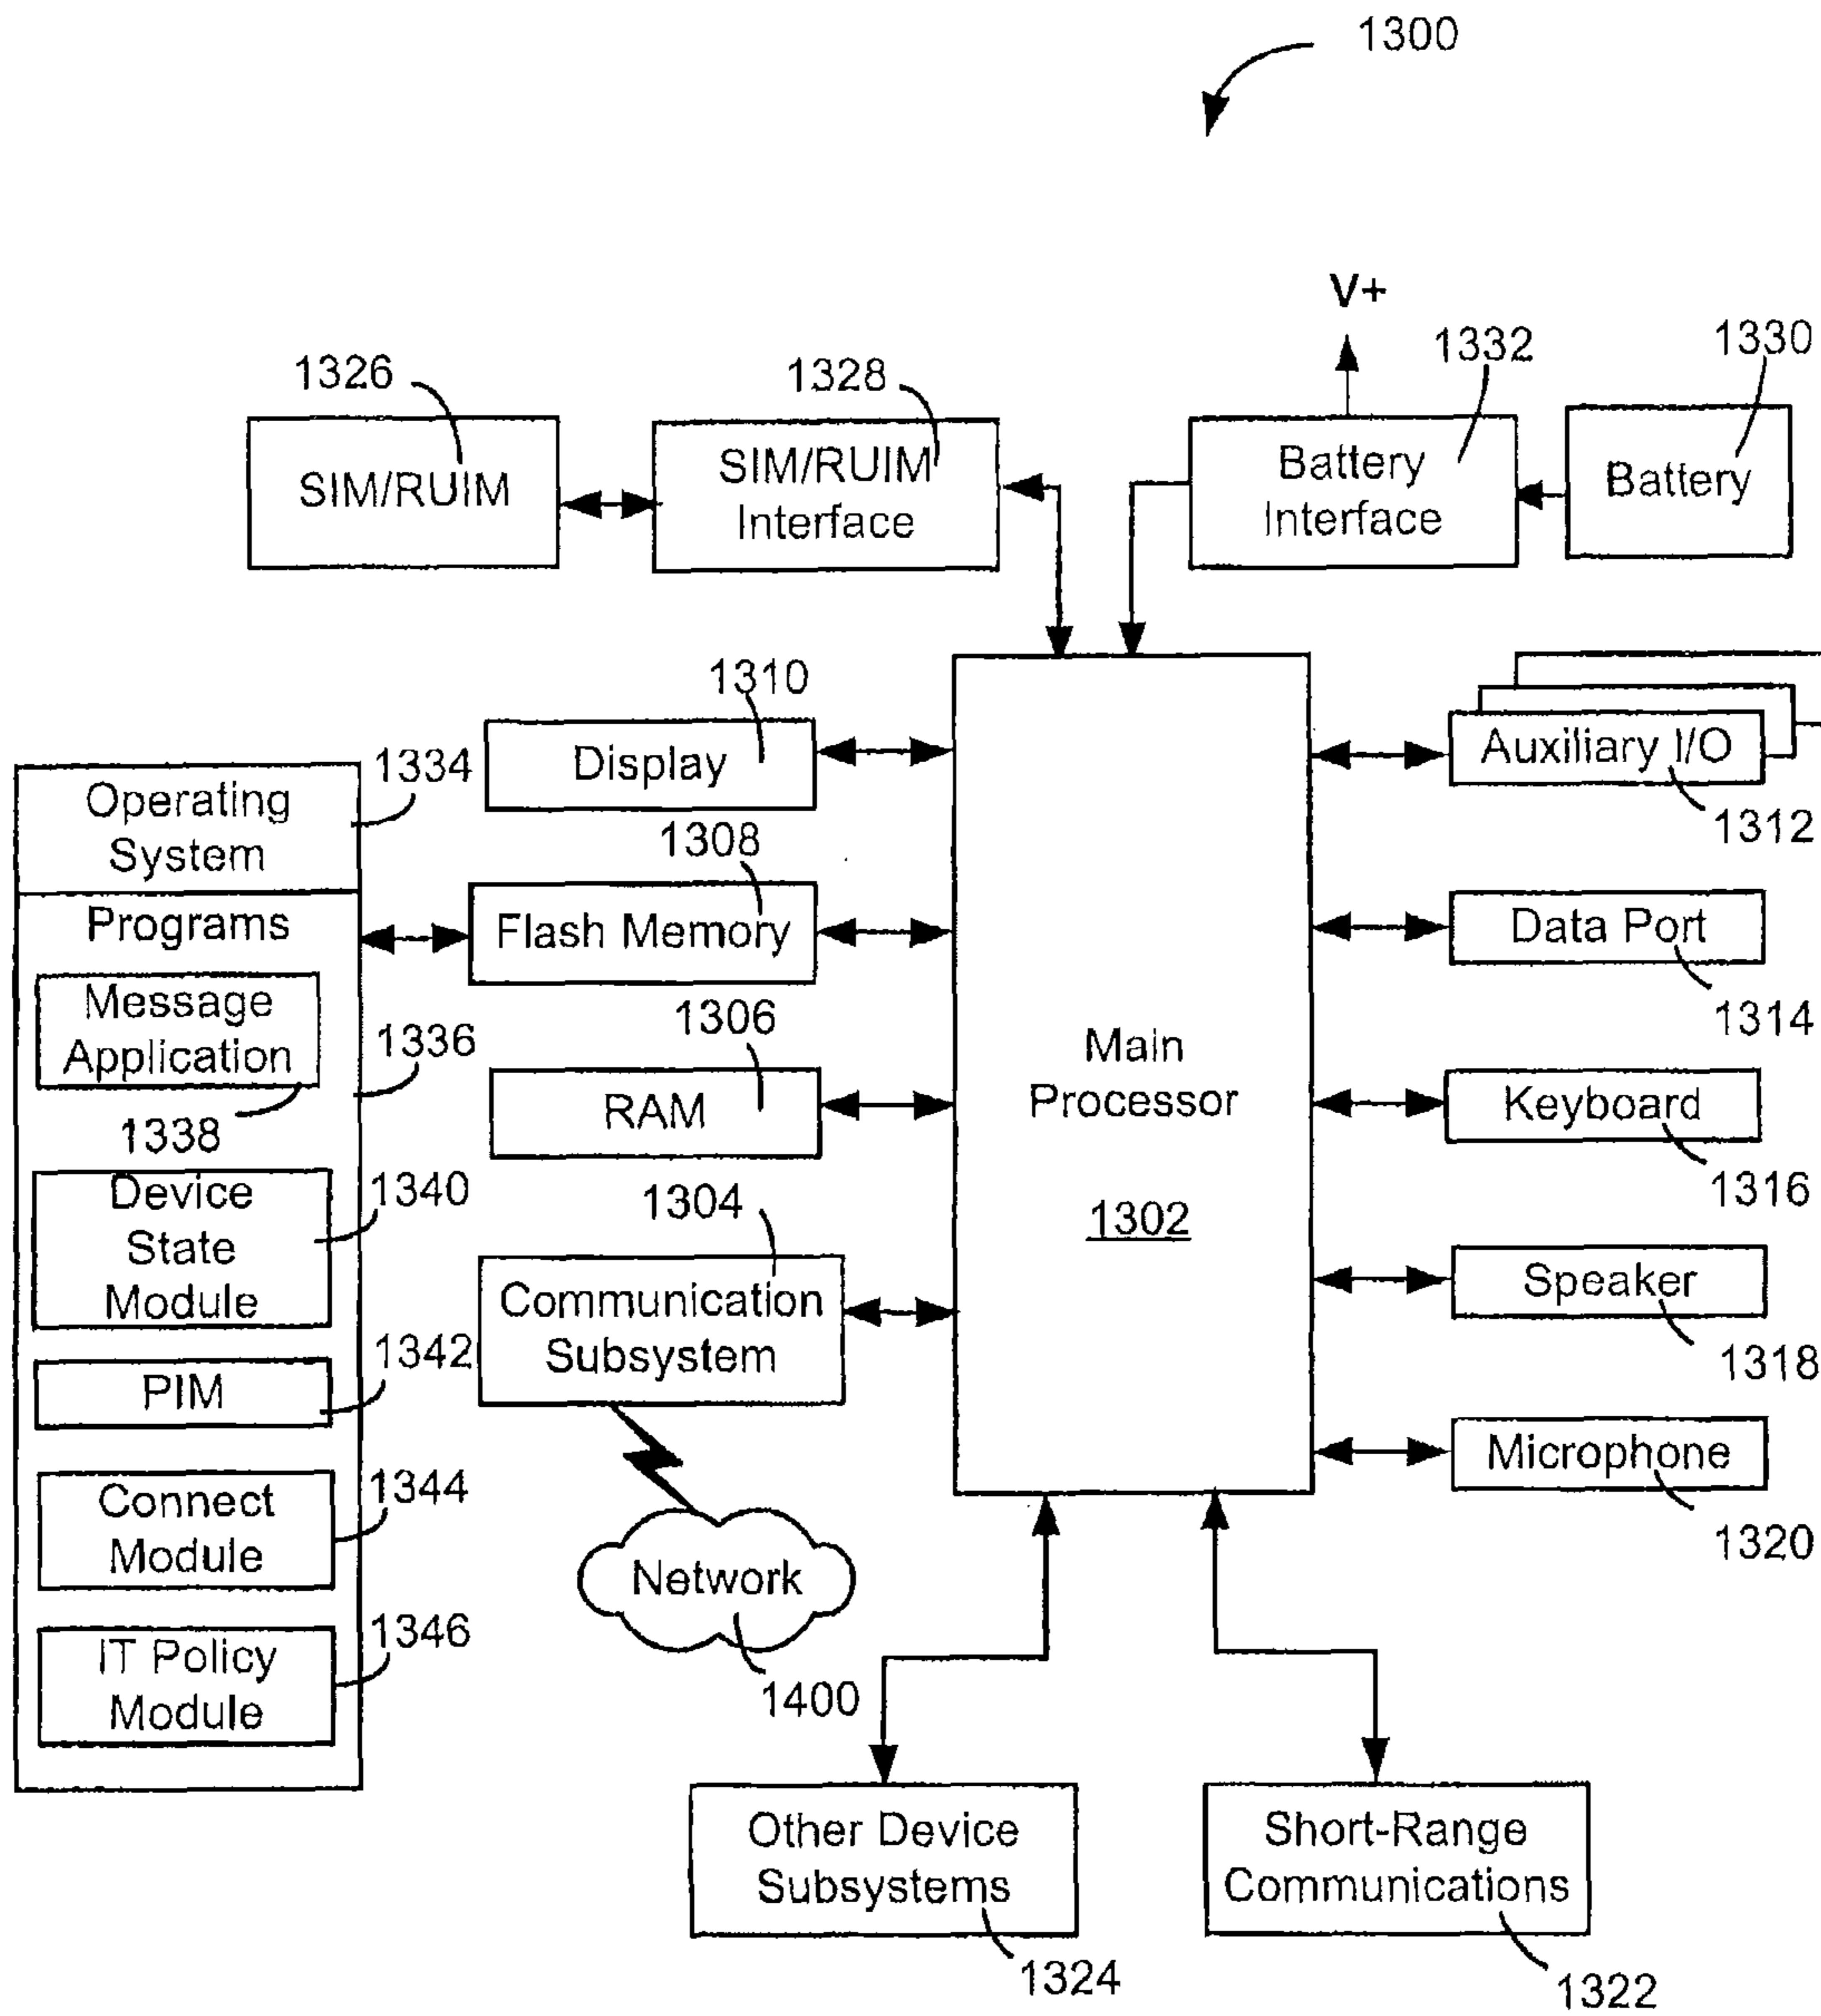 1300
V+
1326
1328
1332
1330
SIM/RUIM
SIM/RUIM
Interface
Battery
Interface
Battery
1310
Display
Auxiliary I/O
1312
1334
Operating
System
1308
Flash Memory
Data Port
1314
Programs
Message
Application
1338
1336
1306
RAM
Main
Processor
1302
Keyboard
1316
1340
Device
State
Module
1304
Communication
Subsystem
Speaker
1318
1342
PIM
Microphone
1320
1344
Connect
Module
Network
1400
1346
IT Policy
Module
Other Device
Subsystems
1324
Short-Range
Communications
1322